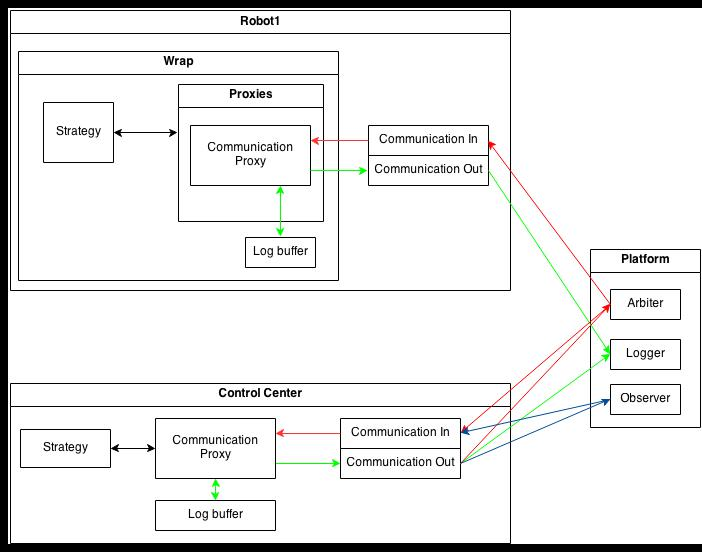 Robot1
Wrap
Proxies
Strategy
Communication
Proxy
Communication In
Communication Out
Log buffer
Platform
Arbiter
Logger
Observer
Control Center
Strategy
Communication
Proxy
Communication In
Communication Out
Log buffer